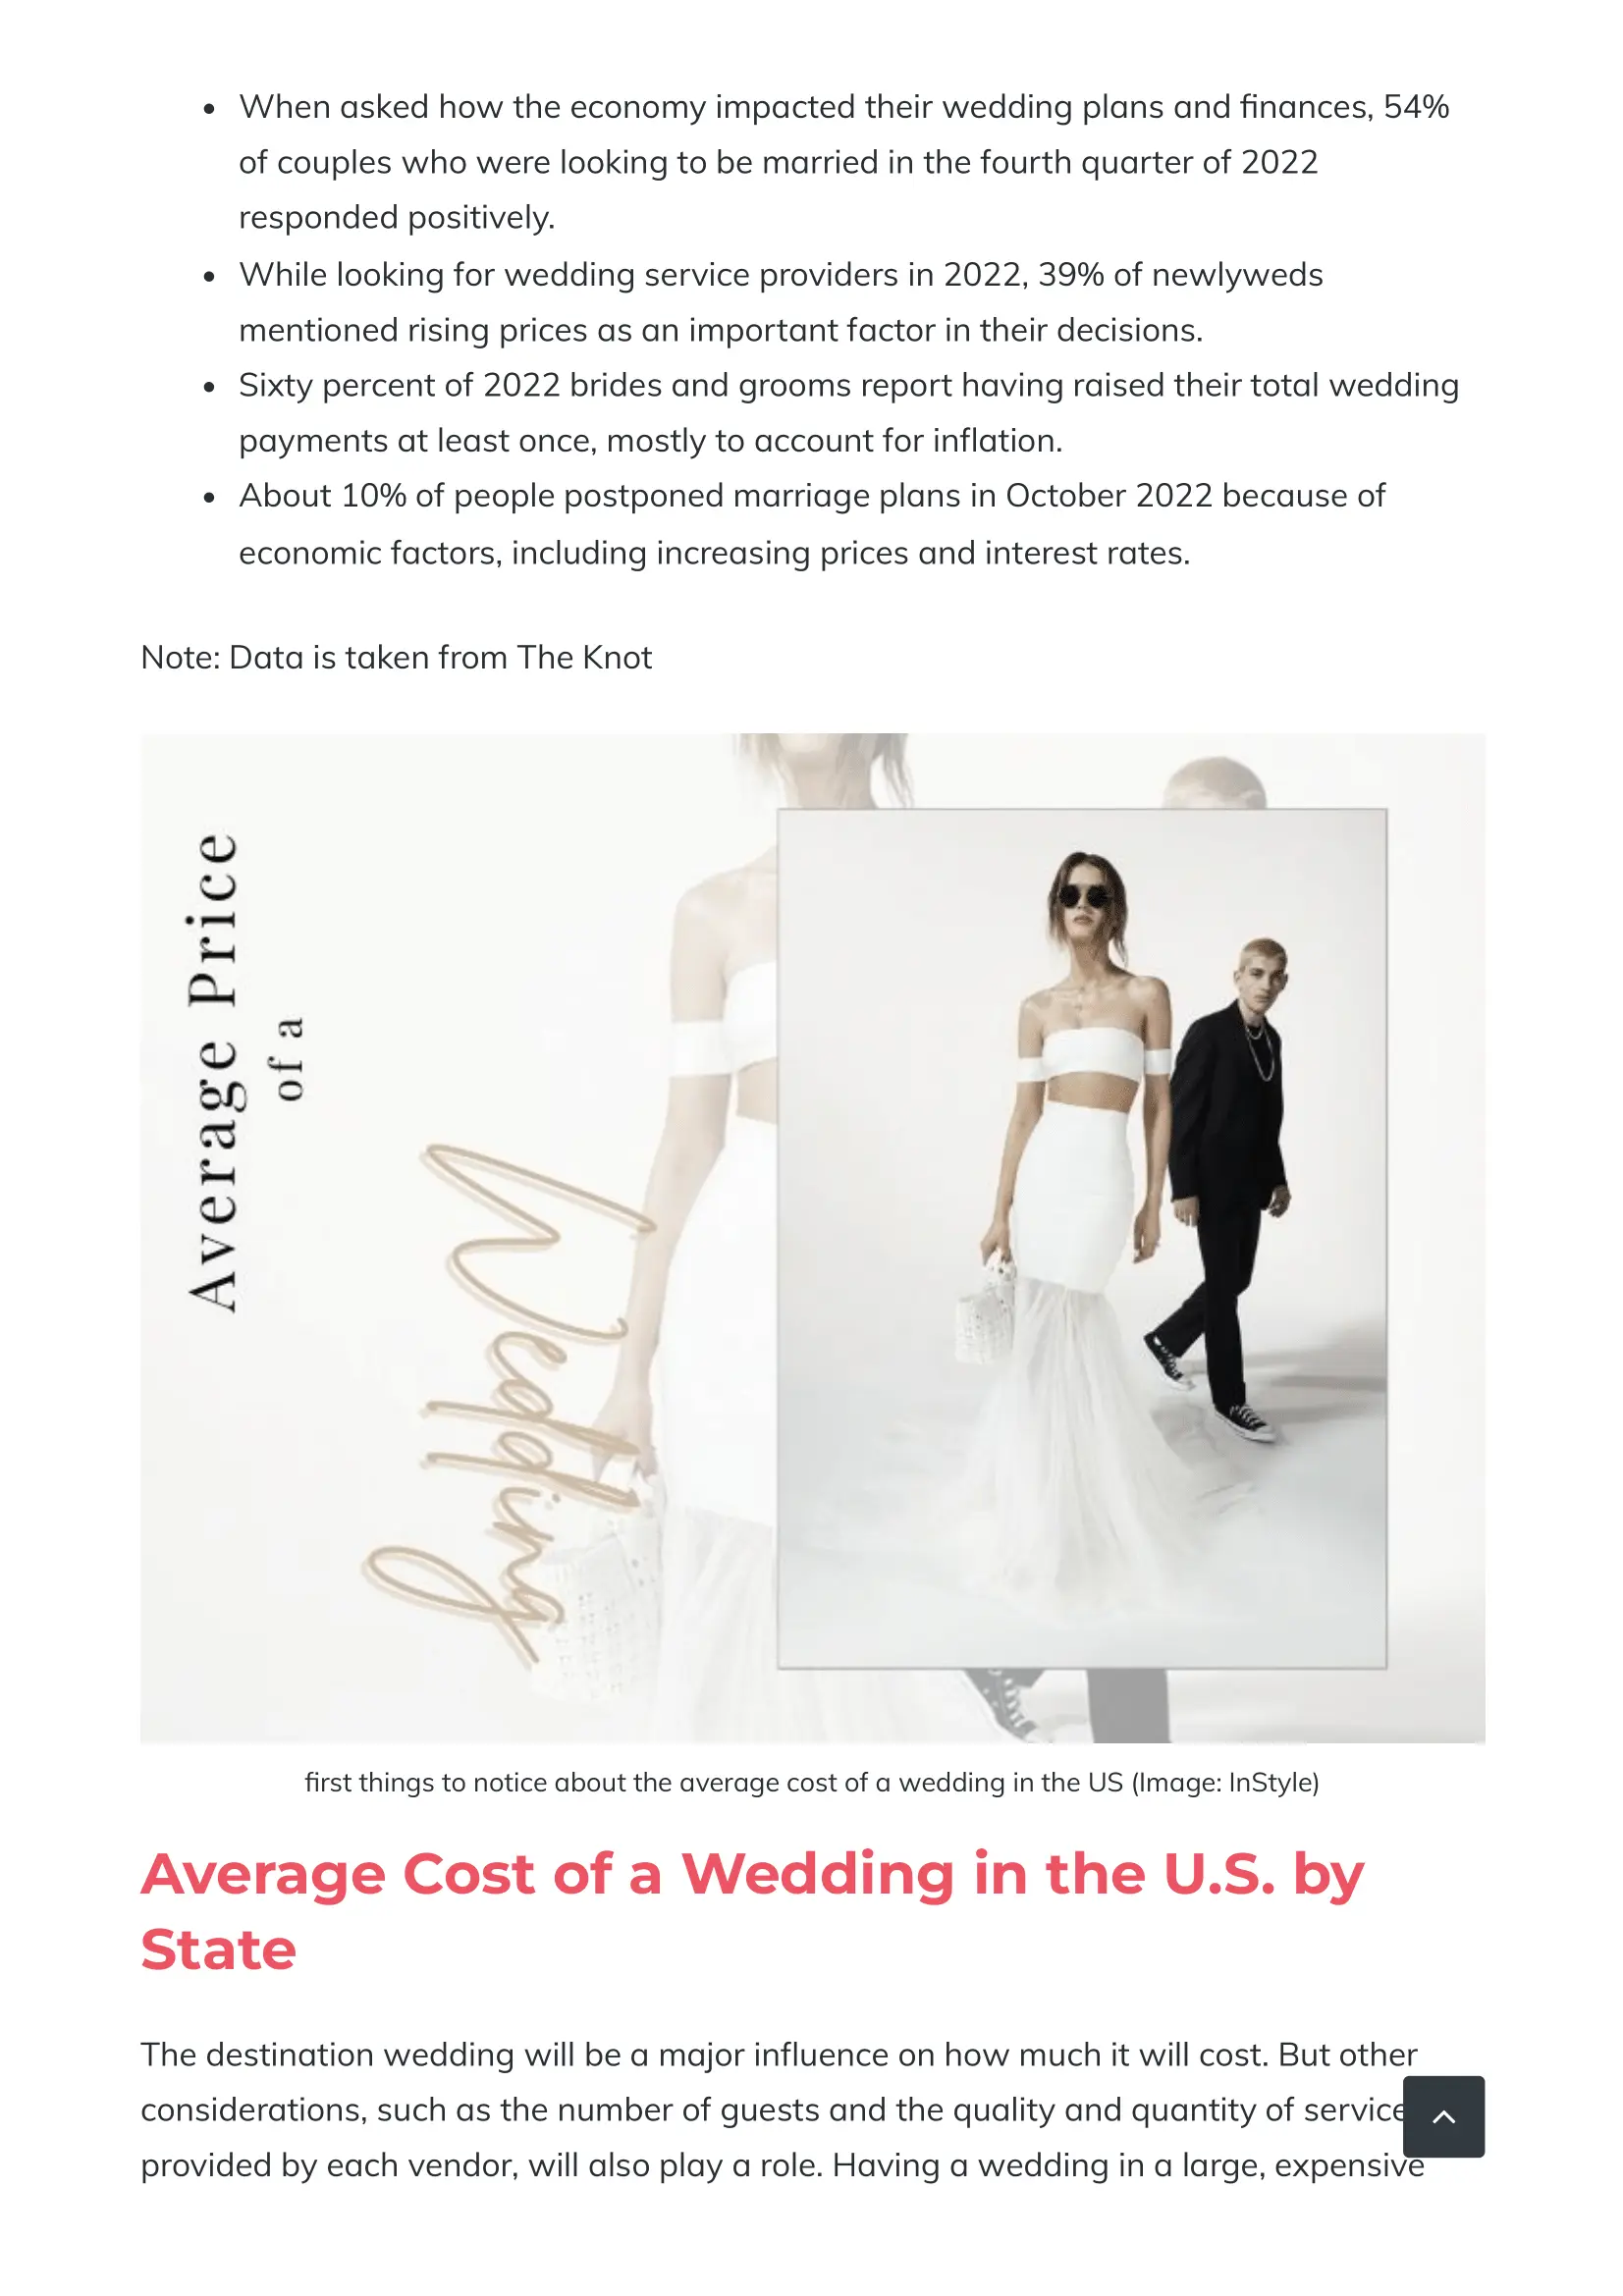 • When asked how the economy impacted their wedding plans and finances, 54%
of couples who were looking to be married in the fourth quarter of 2022
responded positively.
• While looking for wedding service providers in 2022, 39% of newlyweds
mentioned rising prices as an important factor in their decisions.
• Sixty percent of 2022 brides and grooms report having raised their total wedding
payments at least once, mostly to account for inflation.
• About 10% of people postponed marriage plans in October 2022 because of
economic factors, including increasing prices and interest rates.
Note: Data is taken from The Knot
Average Price
of a
Wedding
first things to notice about the average cost of a wedding in the US (Image: InStyle)
Average Cost of a Wedding in the U.S. by
State
The destination wedding will be a major influence on how much it will cost. But other
considerations, such as the number of guests and the quality and quantity of service
provided by each vendor, will also play a role. Having a wedding in a large, expensive